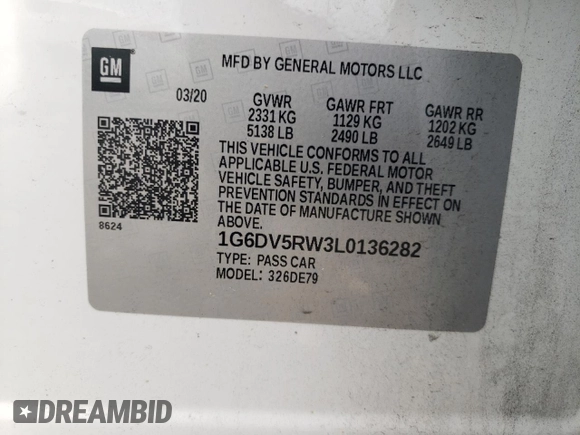 GM
MFD BY GENERAL MOTORS LLC
03/20 GVWR GAWR FRT GAWR RR
2331 KG 1129 KG 1202 KG
5138 LB 2490 LB 2649 LB
THIS VEHICLE CONFORMS TO ALL
APPLICABLE U.S. FEDERAL MOTOR
VEHICLE SAFETY, BUMPER, AND THEFT
PREVENTION STANDARDS IN EFFECT ON
THE DATE OF MANUFACTURE SHOWN
ABOVE.
8624
1G6DV5RW3L0136282
TYPE: PASS CAR
MODEL: 326DE79
DREAMBID